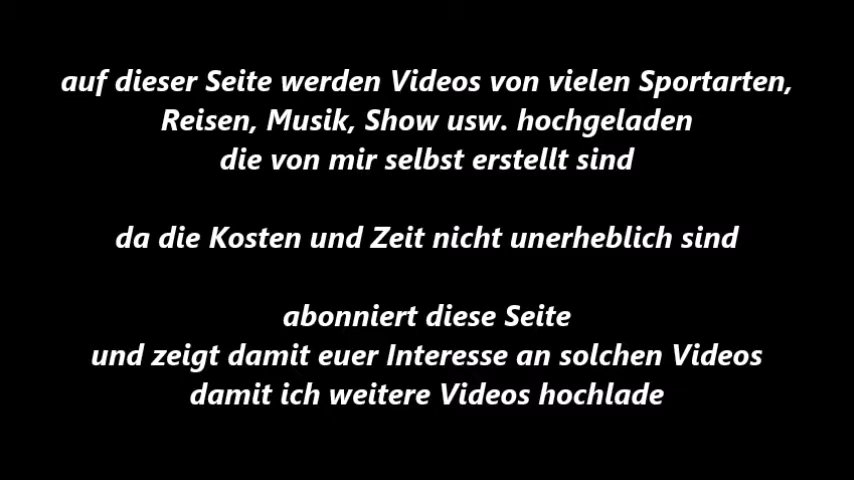 auf dieser Seite werden Videos von vielen Sportarten,
Reisen, Musik, Show usw. hochgeladen
die von mir selbst erstellt sind
da die Kosten und Zeit nicht unerheblich sind
abonniert diese Seite
und zeigt damit euer Interesse an solchen Videos
damit ich weitere Videos hochlade